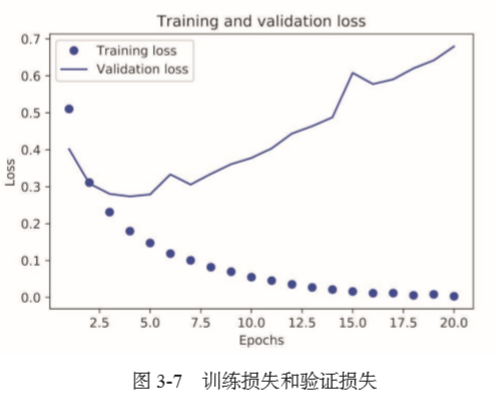 Training and validation loss
Training loss
Validation loss
0.7
0.6
0.5
0.4
0.3
0.2
0.1
0.0
Loss
2.5 5.0 7.5 10.0 12.5 15.0 17.5 20.0
Epochs
图 3-7 训练损失和验证损失